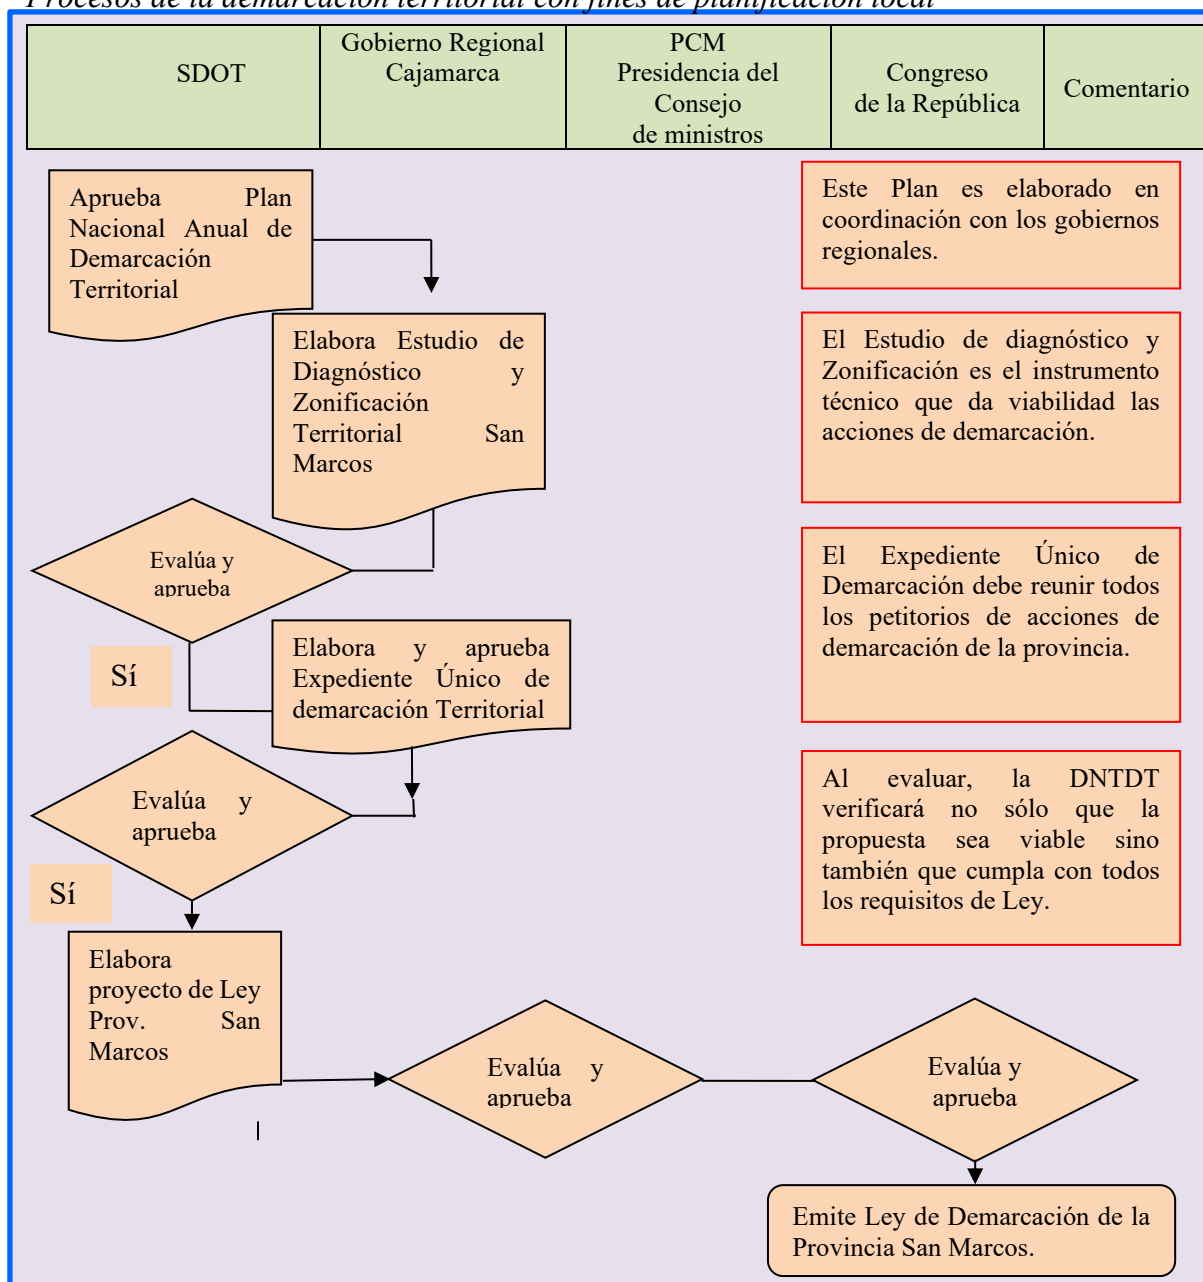 Procesos de la demarcación territorial con fines de planificación local
SDOT
Gobierno Regional
Cajamarca
PCM
Presidencia del
Consejo
de ministros
Congreso
de la República
Comentario
Aprueba Plan
Nacional Anual de
Demarcación
Territorial
Este Plan es elaborado en
coordinación con los gobiernos
regionales.
Elabora Estudio de
Diagnóstico y
Zonificación
Territorial San
Marcos
El Estudio de diagnóstico y
Zonificación es el instrumento
técnico que da viabilidad las
acciones de demarcación.
Evalúa y
aprueba
El Expediente Único de
Demarcación debe reunir todos
los petitorios de acciones de
demarcación de la provincia.
Sí
Elabora y aprueba
Expediente Único de
demarcación Territorial
Evalúa y
aprueba
Al evaluar, la DNTDT
verificará no sólo que la
propuesta sea viable sino
también que cumpla con todos
los requisitos de Ley.
Sí
Elabora
proyecto de Ley
Prov. San
Marcos
Evalúa y
aprueba
Evalúa y
aprueba
Emite Ley de Demarcación de la
Provincia San Marcos.